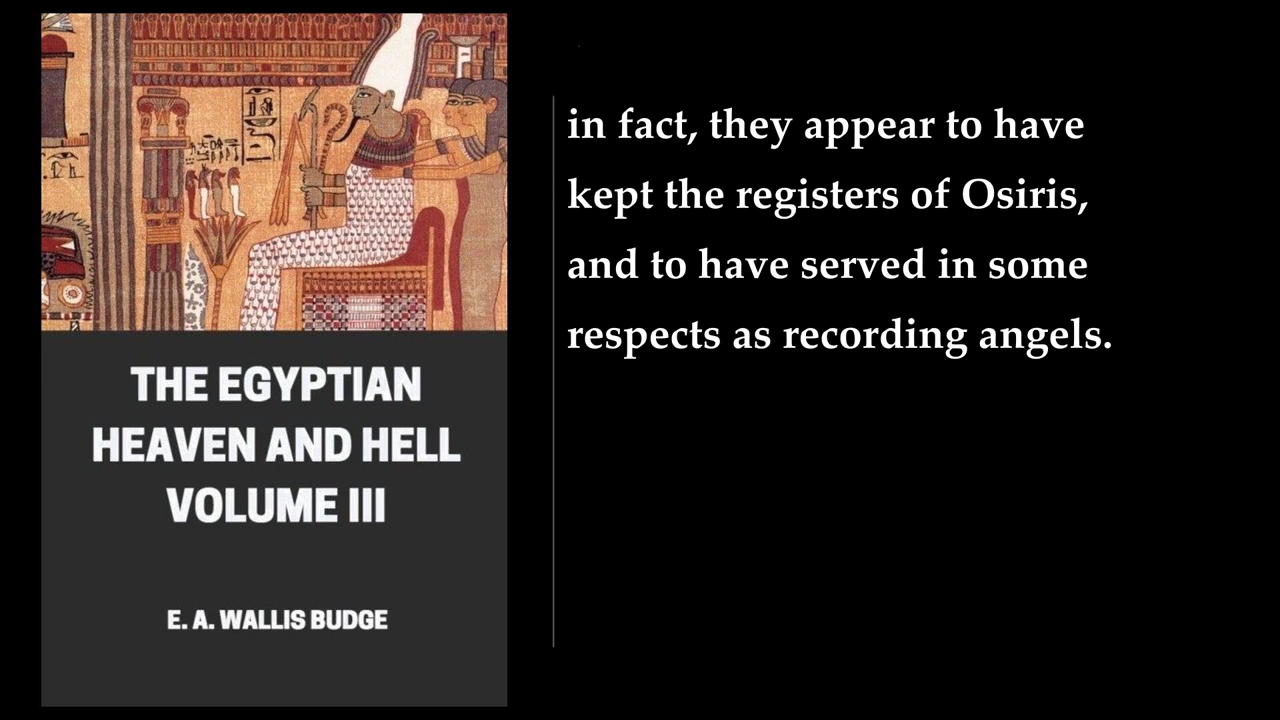 THE EGYPTIAN
HEAVEN AND HELL
VOLUME III
E. A. WALLIS BUDGE
in fact, they appear to have
kept the registers of Osiris,
and to have served in some
respects as recording angels.